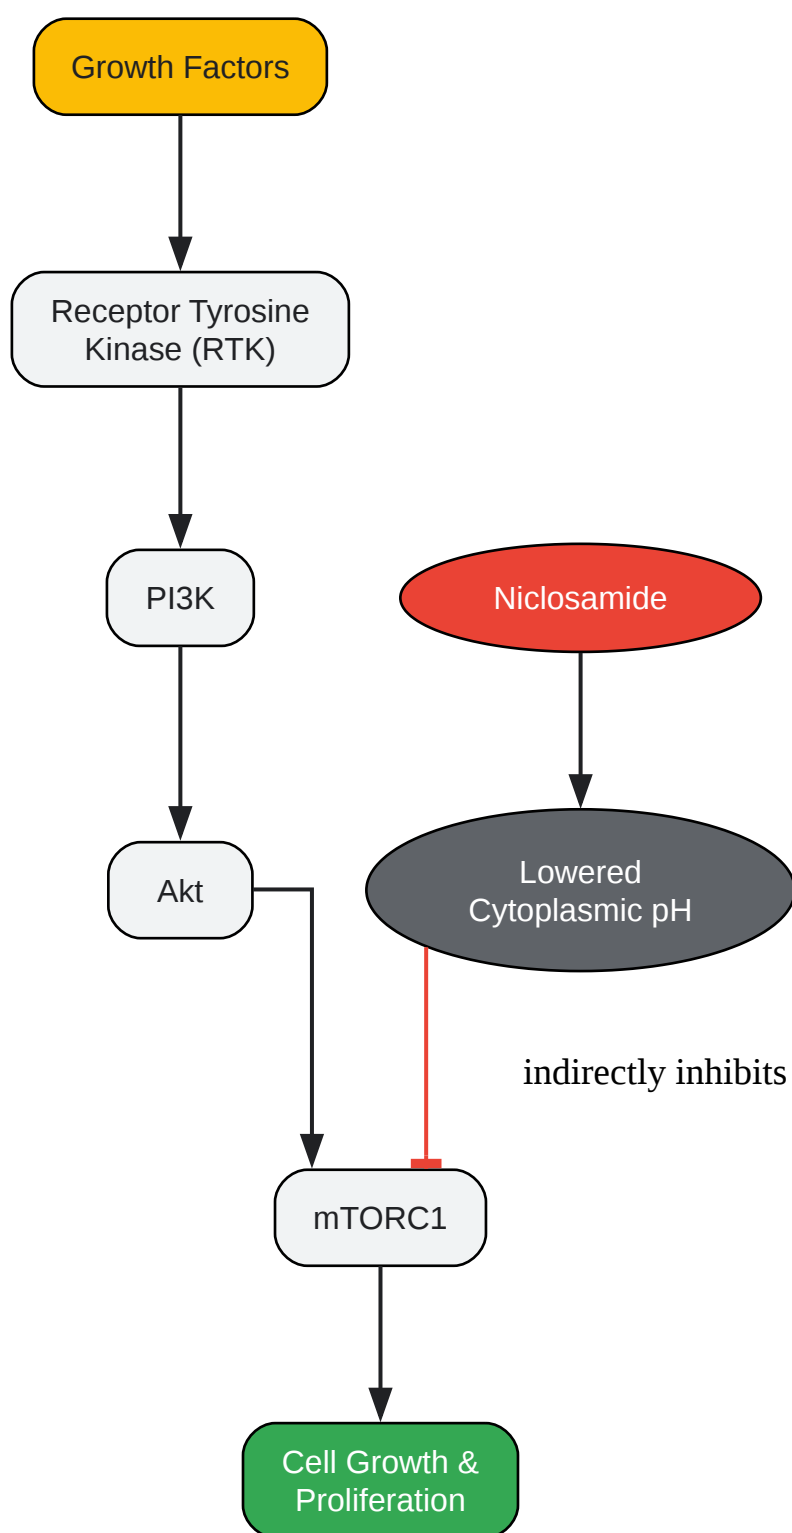 Growth Factors
Receptor Tyrosine
Kinase (RTK)
PI3K
Niclosamide
Akt
Lowered
Cytoplasmic pH
indirectly inhibits
mTORC1
Cell Growth &
Proliferation